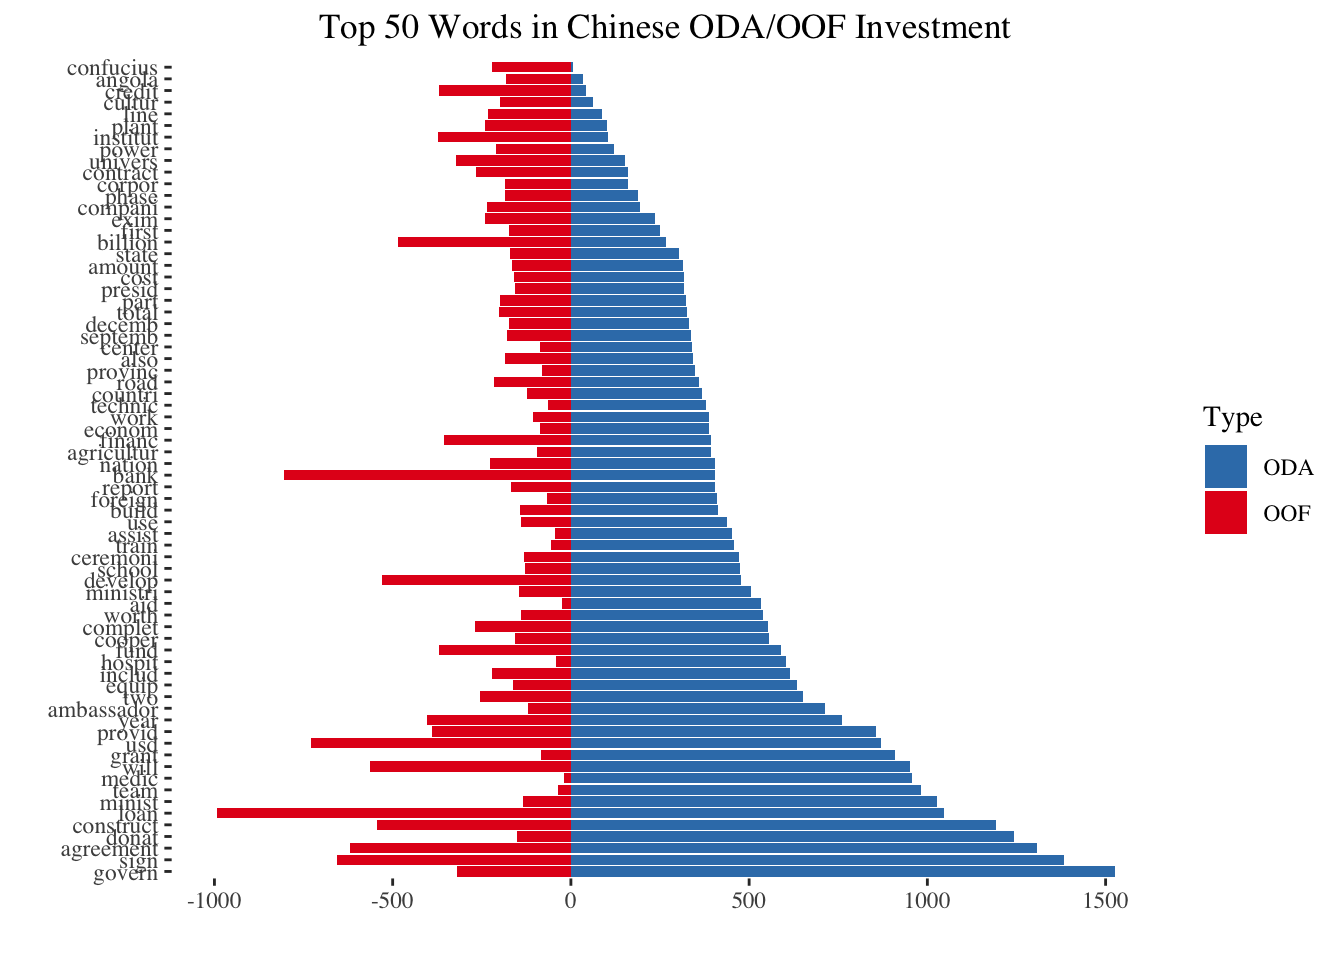 Top 50 Words in Chinese ODA/OOF Investment
confucius
angola
credit
cultur
line
plant
institut
power
univers
contract
corpor
phase
compani
exim
first
billion
state
amount
cost
presid
part
total
decemb
septemb
center
also
provinc
road
countri
technic
work
econom
financ
agricultur
nation
bank
report
foreign
build
use
assist
train
ceremoni
school
develop
ministri
aid
worth
complet
cooper
fund
hospit
includ
equip
two
ambassador
year
provid
usd
grant
will
medic
team
minist
loan
construct
donat
agreement
sign
govern
-1000 -500 0 500 1000 1500
Type
ODA
OOF